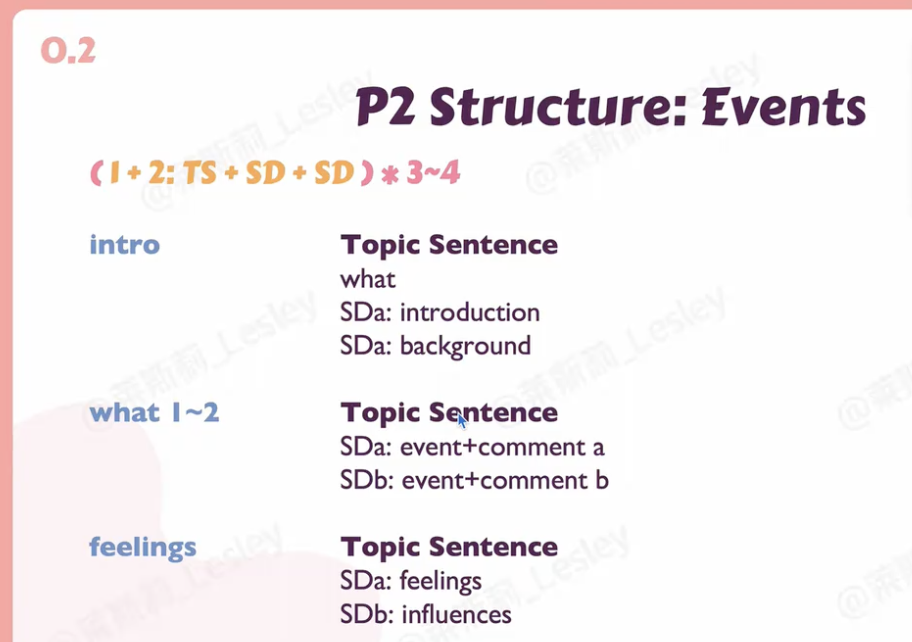 0.2
P2 Structure: Events
( 1 + 2: TS + SD + SD ) * 3~4
intro
Topic Sentence
what
SDa: introduction
SDa: background
what 1~2
Topic Sentence
SDa: event+comment a
SDb: event+comment b
feelings
Topic Sentence
SDa: feelings
SDb: influences
@莱斯莉_Lesley